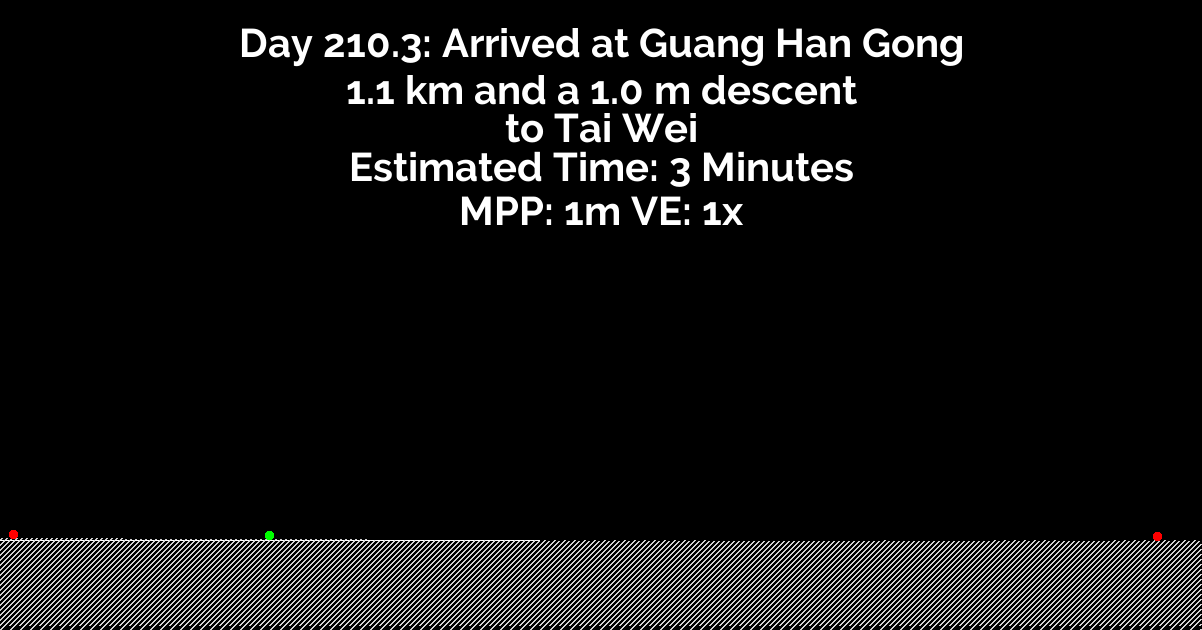 Day 210.3: Arrived at Guang Han Gong
1.1 km and a 1.0 m descent
to Tai Wei
Estimated Time: 3 Minutes
MPP: 1m VE: 1x